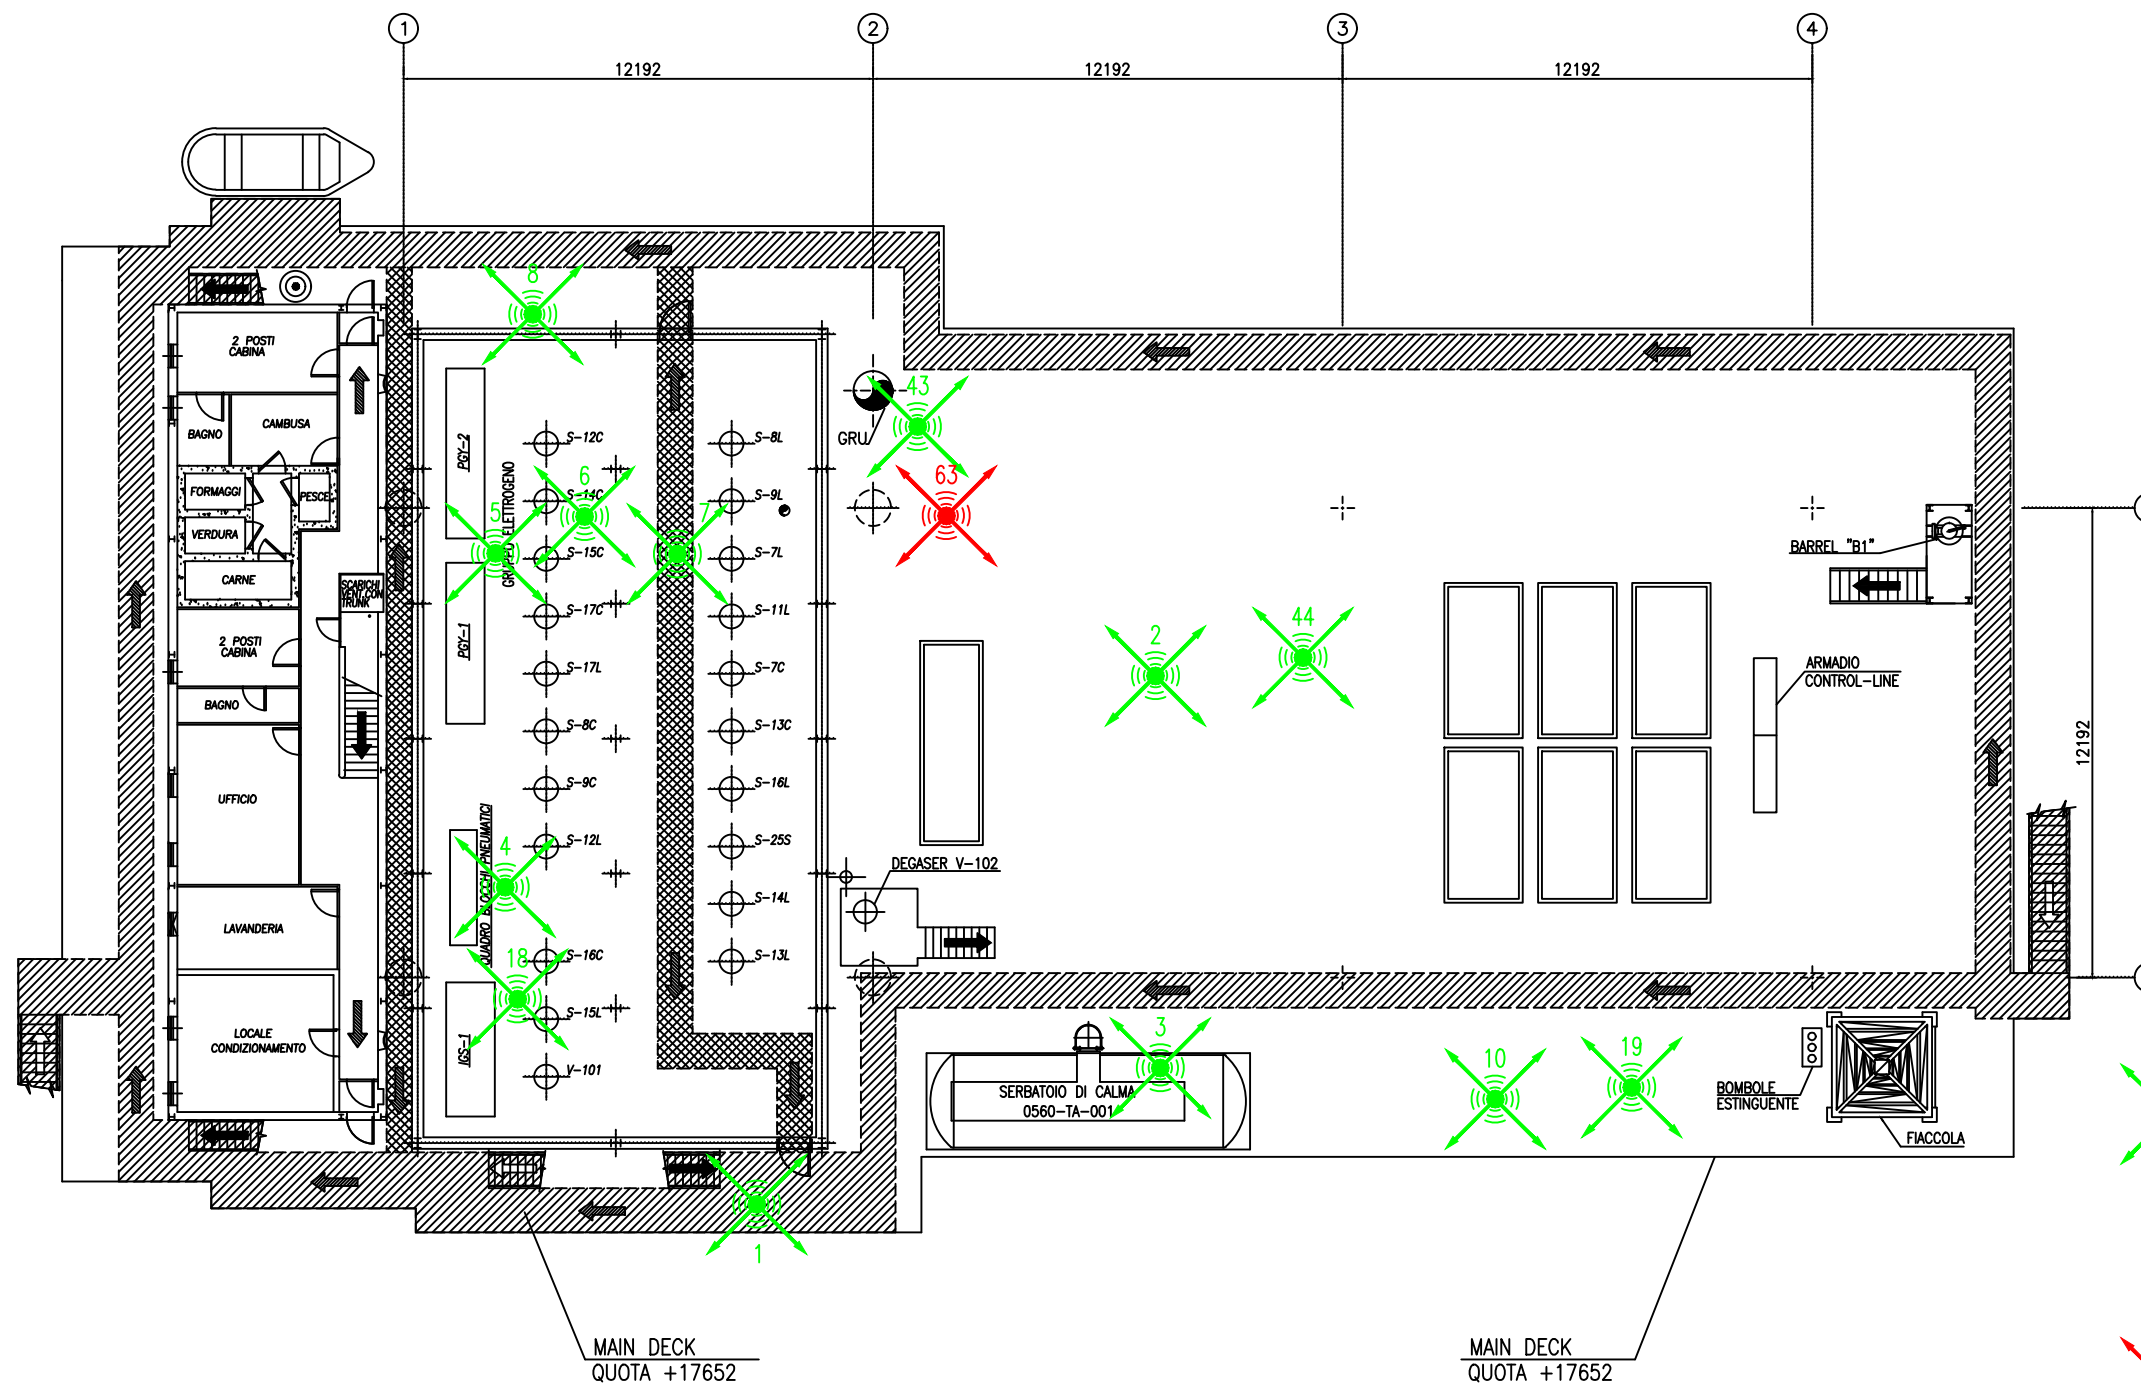 1 2 3 4
12192 12192 12192
8
2 POSTI
CABINA
BAGNO
CAMBUSA
FORMAGGI
PESCE
VERDURA
CARNE
SCARICHI
VENT.CON
TRUNK
2 POSTI
CABINA
BAGNO
UFFICIO
LAVANDERIA
LOCALE
CONDIZIONAMENTO
PGY-2
GRUPPO ELETROGENO
PGY-1
QUADRO BLOCCHI PNEUMATICI
IGS-1
S-12C
S-14C
S-15C
S-17C
S-17L
S-8C
S-9C
S-12L
S-16C
S-15L
V-101
S-8L
S-9L
S-7L
S-11L
S-7C
S-13C
S-16L
S-25S
S-14L
S-13L
5
6
7
4
18
1
GRU
43
63
2
44
BARREL "B1"
ARMADIO
CONTROL-LINE
12192
DEGASER V-102
3
SERBATOIO DI CALMA
0560-TA-001
10
19
BOMBOLE
ESTINGUENTE
FIACCOLA
MAIN DECK
QUOTA +17652
MAIN DECK
QUOTA +17652